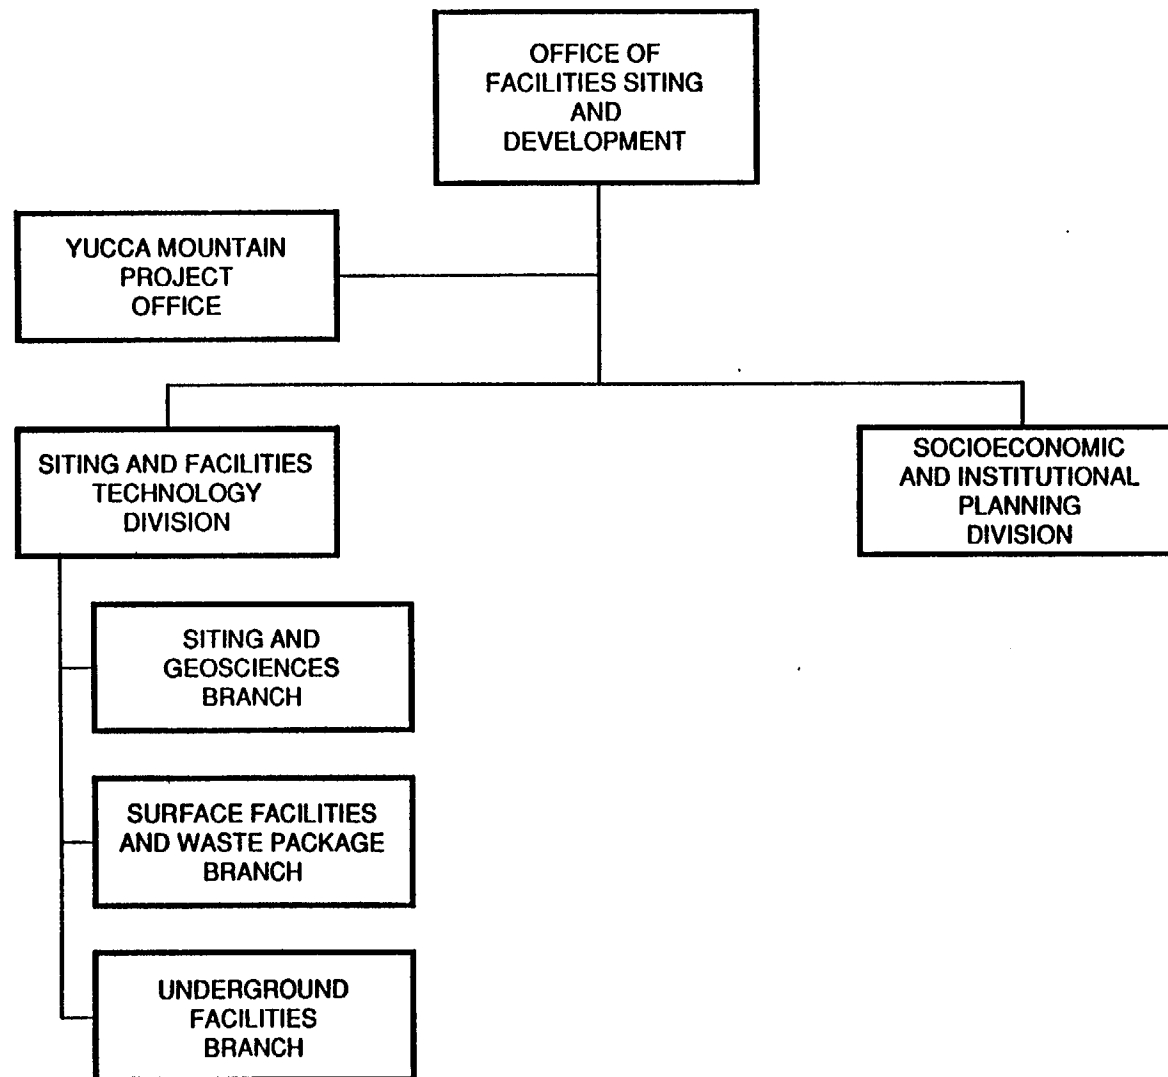 OFFICE OF
FACILITIES SITING
AND
DEVELOPMENT
YUCCA MOUNTAIN
PROJECT
OFFICE
SITING AND FACILITIES
TECHNOLOGY
DIVISION
SOCIOECONOMIC
AND INSTITUTIONAL
PLANNING
DIVISION
SITING AND
GEOSCIENCES
BRANCH
SURFACE FACILITIES
AND WASTE PACKAGE
BRANCH
UNDERGROUND
FACILITIES
BRANCH